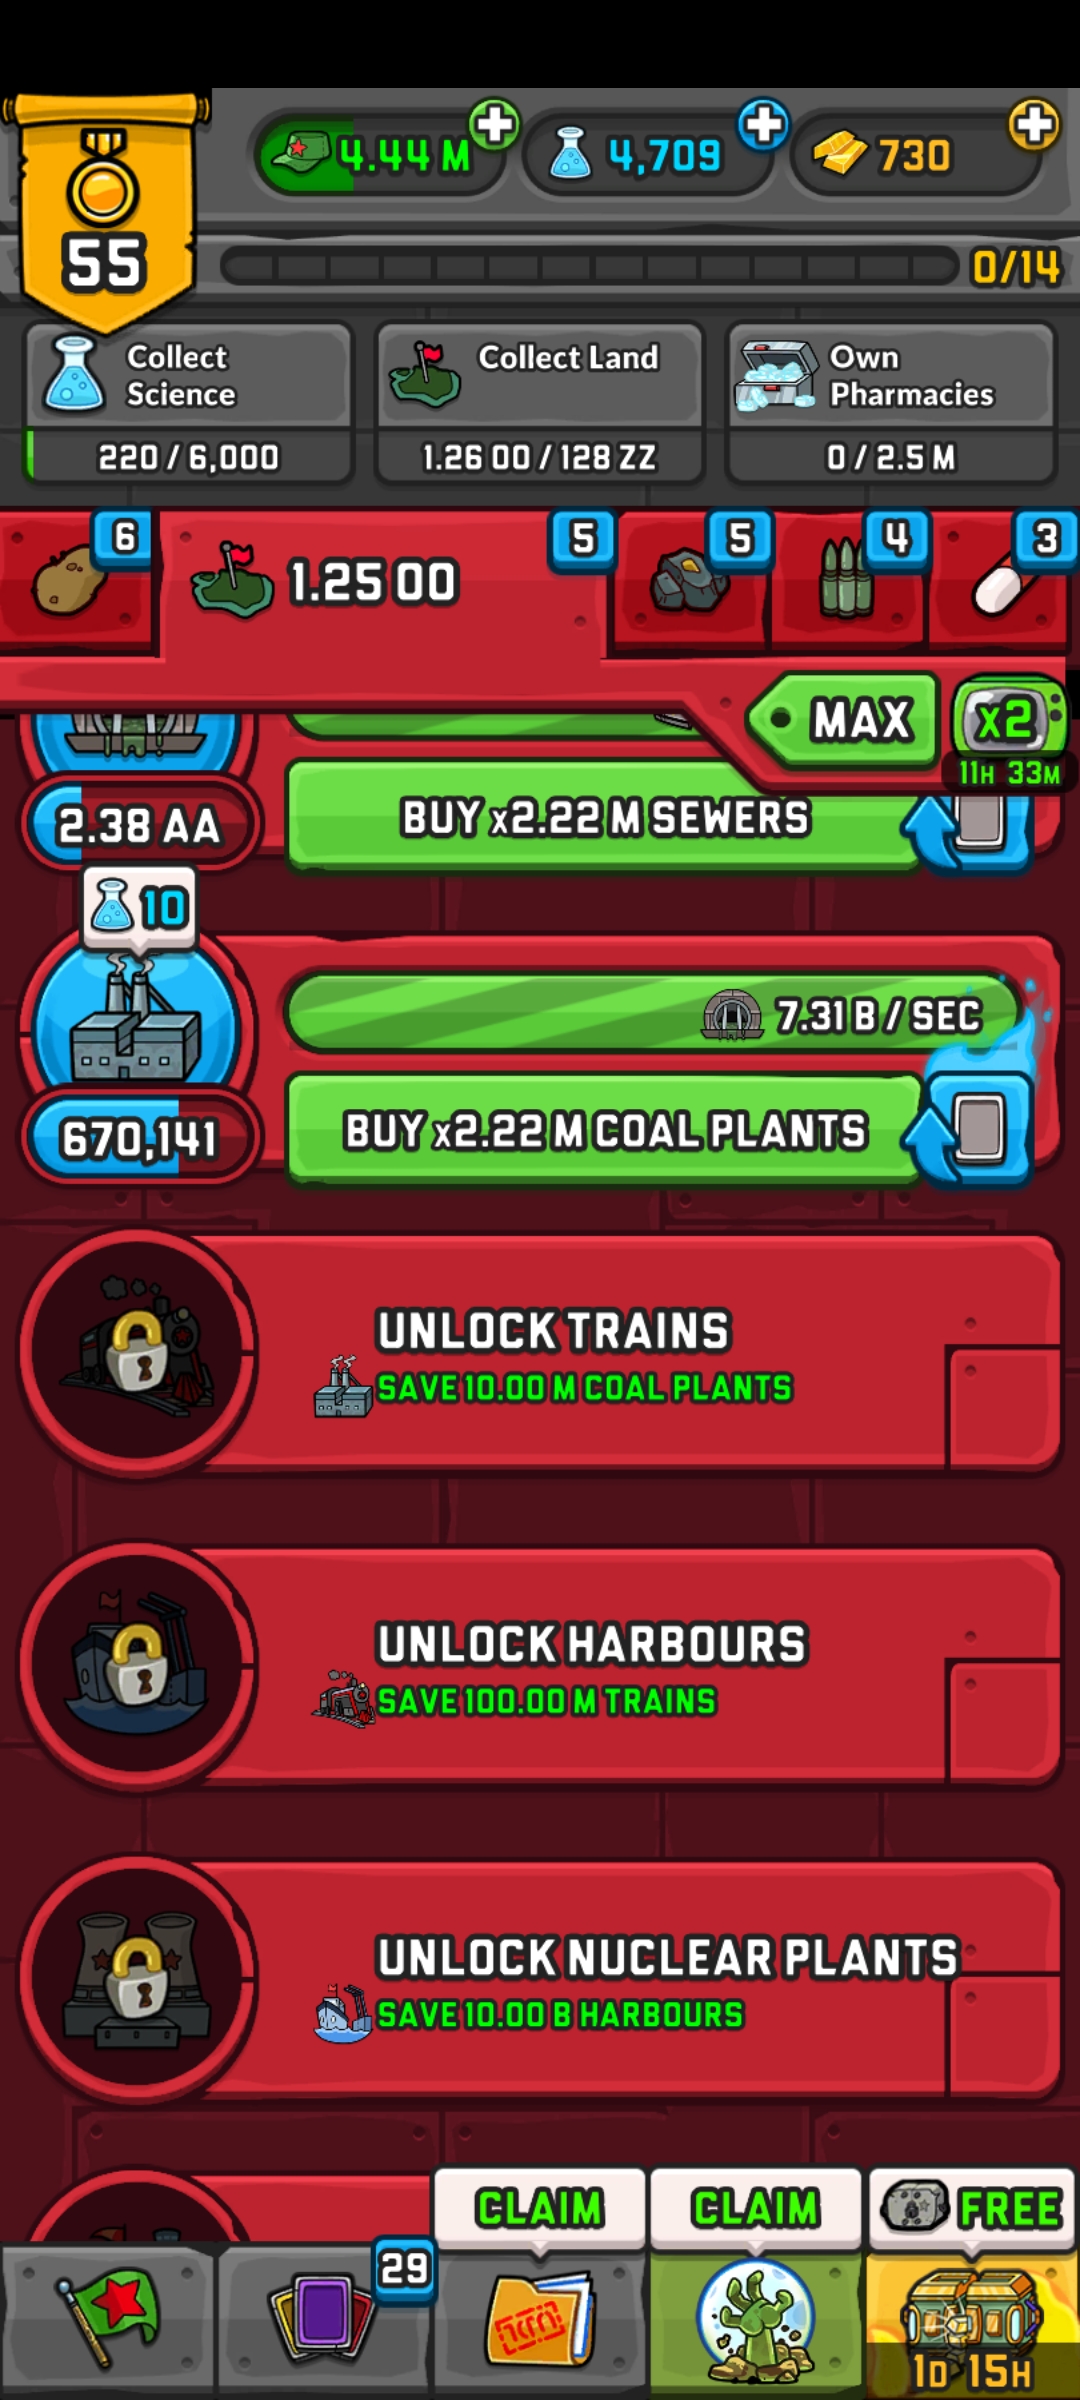 4.44 M
4,709
730
55
0/14
Collect
Science
220 / 6,000
Collect Land
1.26 OO / 128 ZZ
Own
Pharmacies
0 / 2.5 M
6
1.25 OO
5
5
4
3
MAX
x2
11H 33M
2.38 AA
BUY x2.22 M SEWERS
10
7.31 B / SEC
670,141
BUY x2.22 M COAL PLANTS
UNLOCK TRAINS
SAVE 10.00 M COAL PLANTS
UNLOCK HARBOURS
SAVE 100.00 M TRAINS
UNLOCK NUCLEAR PLANTS
SAVE 10.00 B HARBOURS
CLAIM
CLAIM
FREE
29
1D 15H